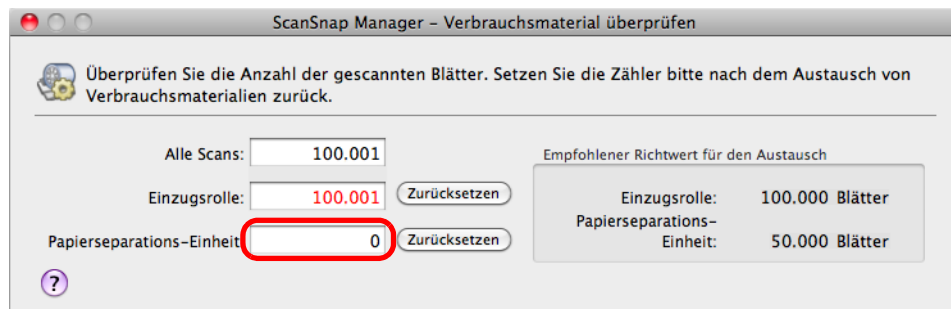 ScanSnap Manager – Verbrauchsmaterial überprüfen
Überprüfen Sie die Anzahl der gescannten Blätter. Setzen Sie die Zähler bitte nach dem Austausch von
Verbrauchsmaterialien zurück.
Alle Scans: 100.001
Einzugsrolle: 100.001 Zurücksetzen
Papierseparations-Einheit 0 Zurücksetzen
Empfohlener Richtwert für den Austausch
Einzugsrolle: 100.000 Blätter
Papierseparations-
Einheit: 50.000 Blätter
?